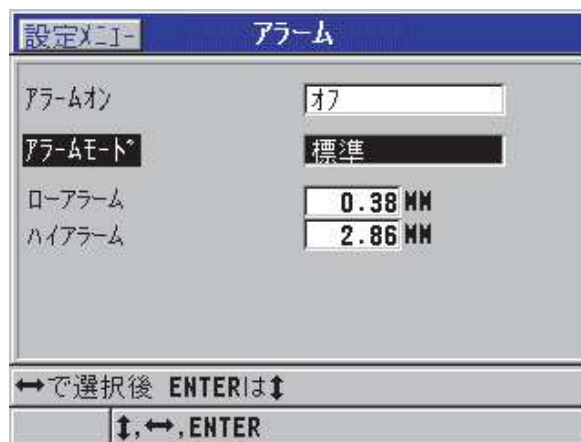 設定ﾒﾆｭｰ アラーム
アラームオン オフ
アラームモード 標準
ローアラーム 0.38 MM
ハイアラーム 2.86 MM
↔で選択後 ENTERは↕
↕,↔,ENTER